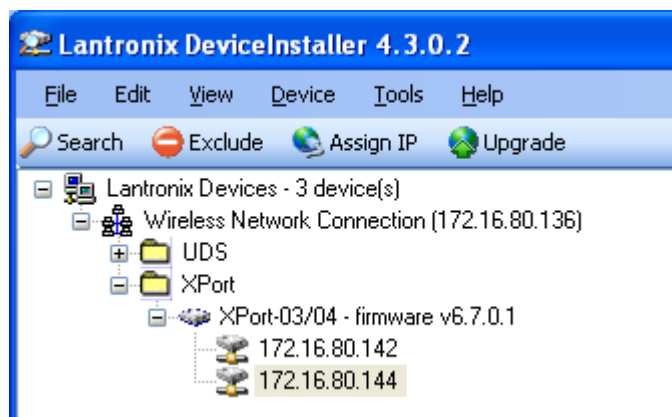 Lantronix DeviceInstaller 4.3.0.2
File Edit View Device Tools Help
Search Exclude Assign IP Upgrade
Lantronix Devices - 3 device(s)
Wireless Network Connection (172.16.80.136)
UDS
XPort
XPort-03/04 - firmware v6.7.0.1
172.16.80.142
172.16.80.144